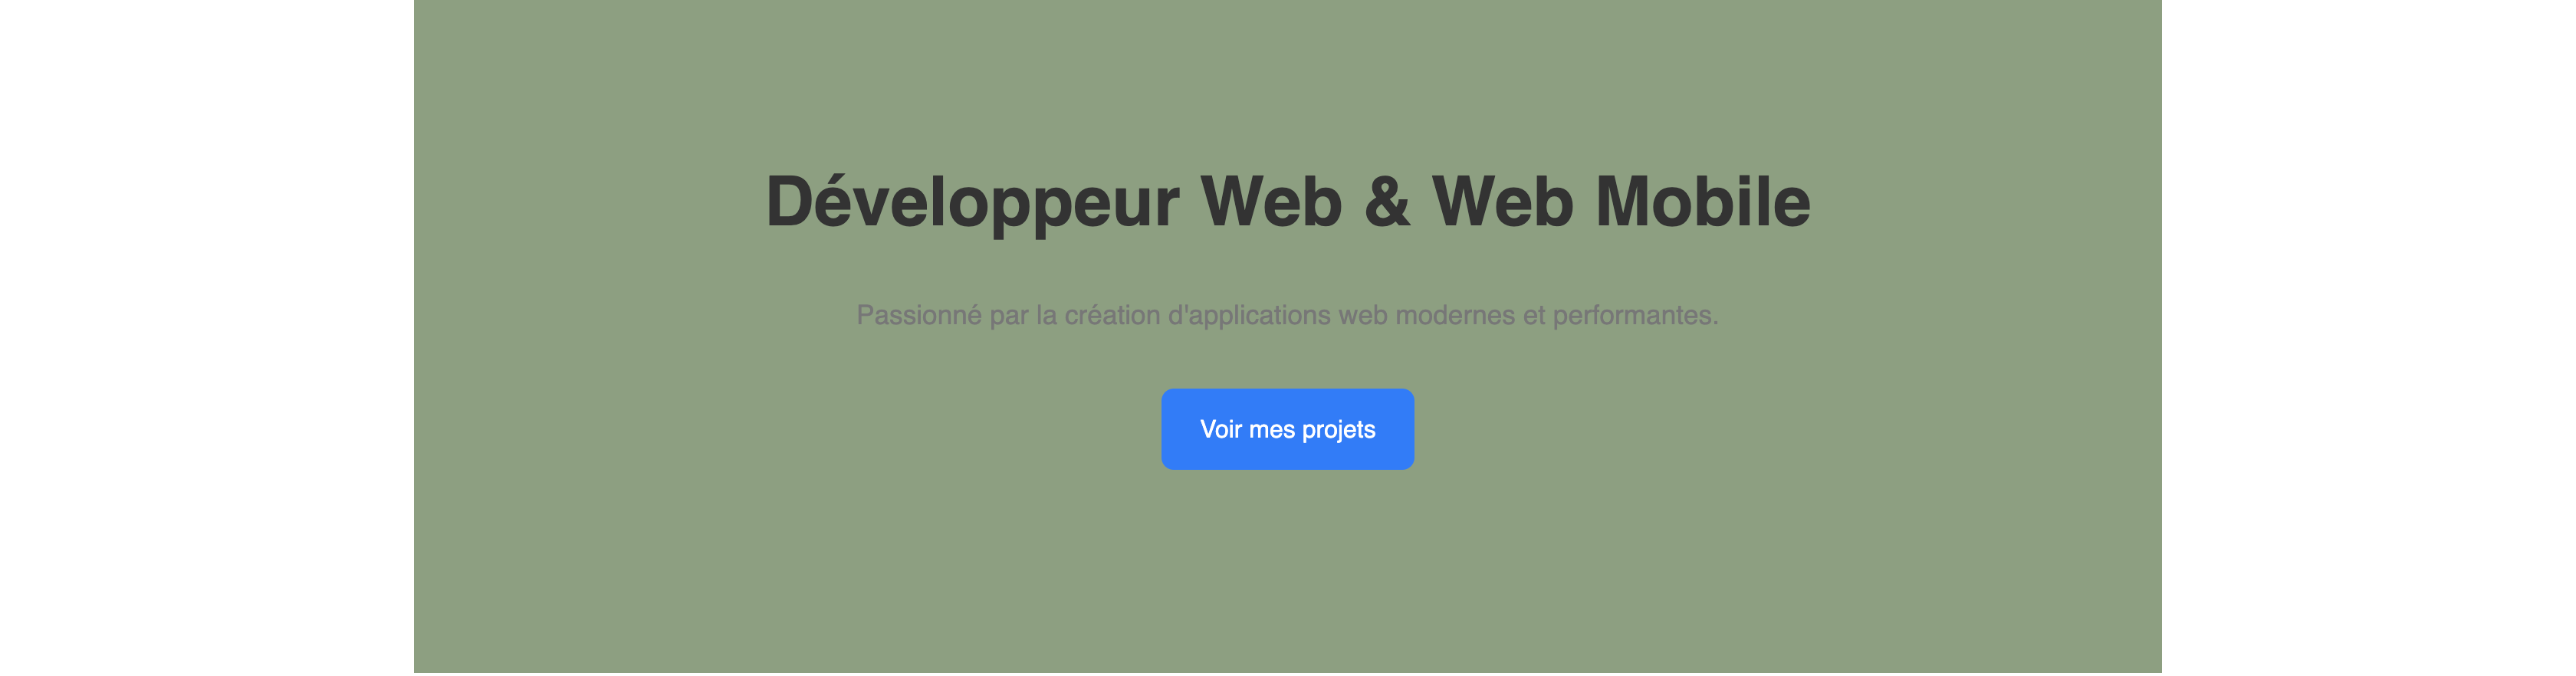 Développeur Web & Web Mobile
Passionné par la création d'applications web modernes et performantes.
Voir mes projets